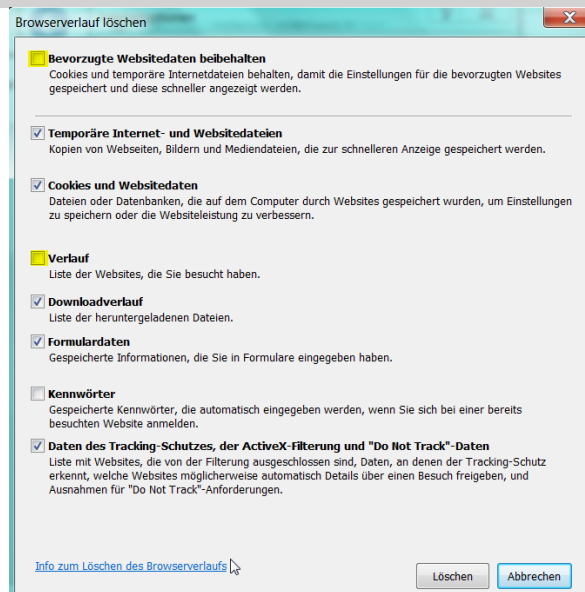 Browserverlauf löschen
Bevorzugte Websitedaten beibehalten
Cookies und temporäre Internetdateien behalten, damit die Einstellungen für die bevorzugten Websites
gespeichert und diese schneller angezeigt werden.
Temporäre Internet- und Websitedateien
Kopien von Webseiten, Bildern und Mediendateien, die zur schnelleren Anzeige gespeichert werden.
Cookies und Websitedaten
Dateien oder Datenbanken, die auf dem Computer durch Websites gespeichert wurden, um Einstellungen
zu speichern oder die Websiteleistung zu verbessern.
Verlauf
Liste der Websites, die Sie besucht haben.
Downloadverlauf
Liste der heruntergeladenen Dateien.
Formulardaten
Gespeicherte Informationen, die Sie in Formulare eingegeben haben.
Kennwörter
Gespeicherte Kennwörter, die automatisch eingegeben werden, wenn Sie sich bei einer bereits
besuchten Website anmelden.
Daten des Tracking-Schutzes, der ActiveX-Filterung und "Do Not Track"-Daten
Liste mit Websites, die von der Filterung ausgeschlossen sind, Daten, an denen der Tracking-Schutz
erkennt, welche Websites möglicherweise automatisch Details über einen Besuch freigeben, und
Ausnahmen für "Do Not Track"-Anforderungen.
Info zum Löschen des Browserverlaufs
Löschen Abbrechen